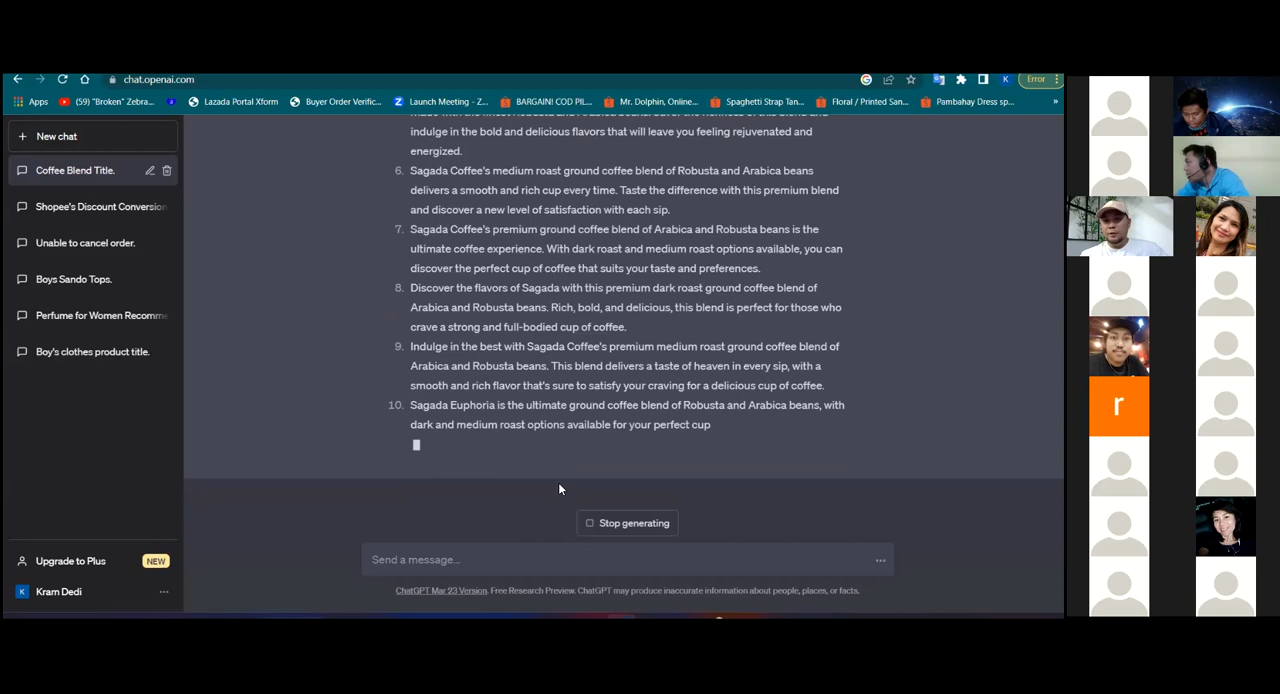 chat.openai.com
K
Error
Apps
(59) "Broken" Zebra...
Lazada Portal Xform
Buyer Order Verific...
Launch Meeting - Z...
BARGAIN! COD PIL...
Mr. Dolphin, Online...
Spaghetti Strap Tan...
Floral / Printed San...
Pambahay Dress sp...
»
+ New chat
Coffee Blend Title.
Shopee's Discount Conversion
Unable to cancel order.
Boys Sando Tops.
Perfume for Women Recomme
Boy's clothes product title.
Upgrade to Plus
NEW
K
Kram Dedi
...
indulge in the bold and delicious flavors that will leave you feeling rejuvenated and
energized.
6. Sagada Coffee's medium roast ground coffee blend of Robusta and Arabica beans
delivers a smooth and rich cup every time. Taste the difference with this premium blend
and discover a new level of satisfaction with each sip.
7. Sagada Coffee's premium ground coffee blend of Arabica and Robusta beans is the
ultimate coffee experience. With dark roast and medium roast options available, you can
discover the perfect cup of coffee that suits your taste and preferences.
8. Discover the flavors of Sagada with this premium dark roast ground coffee blend of
Arabica and Robusta beans. Rich, bold, and delicious, this blend is perfect for those who
crave a strong and full-bodied cup of coffee.
9. Indulge in the best with Sagada Coffee's premium medium roast ground coffee blend of
Arabica and Robusta beans. This blend delivers a taste of heaven in every sip, with a
smooth and rich flavor that's sure to satisfy your craving for a delicious cup of coffee.
10. Sagada Euphoria is the ultimate ground coffee blend of Robusta and Arabica beans, with
dark and medium roast options available for your perfect cup
Stop generating
Send a message...
...
ChatGPT Mar 23 Version. Free Research Preview. ChatGPT may produce inaccurate information about people, places, or facts.
r